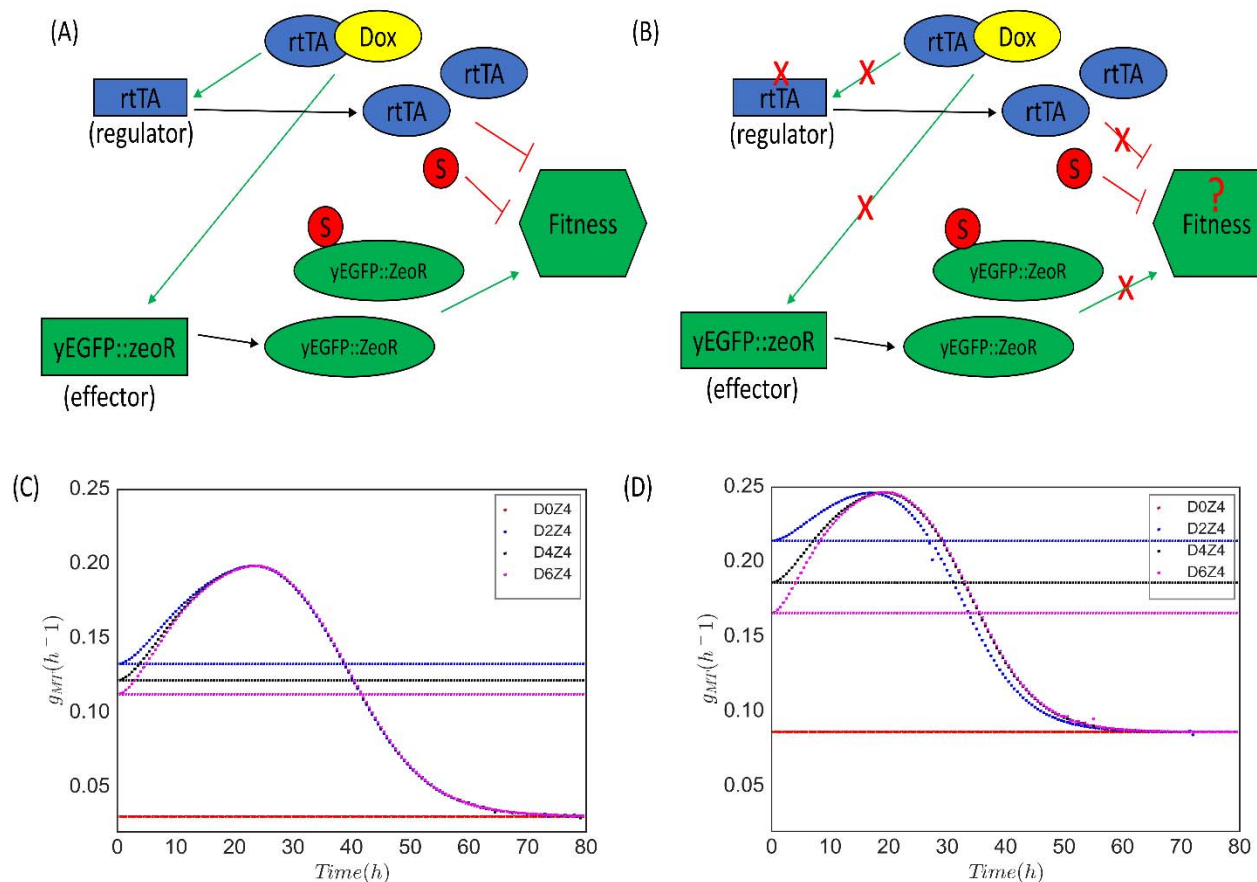 (A)
rtTA
Dox
rtTA
rtTA
(regulator)
rtTA
S
Fitness
S
yEGFP::ZeoR
yEGFP::zeoR
yEGFP::ZeoR
(effector)
(B)
rtTA
Dox
X
X
rtTA
rtTA
(regulator)
rtTA
X
S
?
Fitness
X
S
yEGFP::ZeoR
X
yEGFP::zeoR
yEGFP::ZeoR
(effector)
(C)
0.25
0.20
0.15
0.10
0.05
g_MT(h − 1)
D0Z4
D2Z4
D4Z4
D6Z4
0 10 20 30 40 50 60 70 80
Time(h)
(D)
0.25
0.20
0.15
0.10
0.05
g_MT(h − 1)
D0Z4
D2Z4
D4Z4
D6Z4
0 10 20 30 40 50 60 70 80
Time(h)